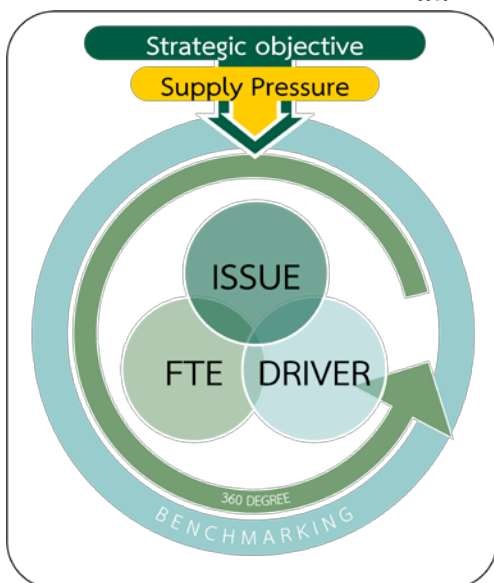 Strategic objective
Supply Pressure
ISSUE
FTE DRIVER
360 DEGREE
BENCHMARKING